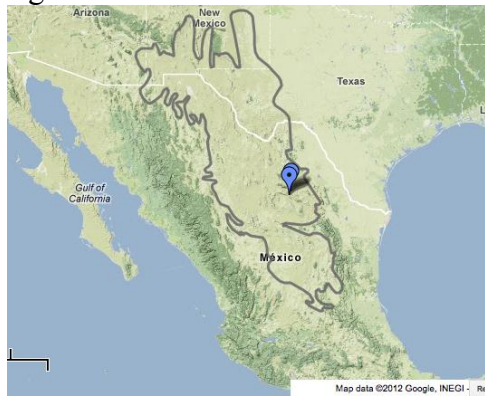 Arizona
New
Mexico
Texas
Gulf of
California
México
Map data ©2012 Google, INEGI -